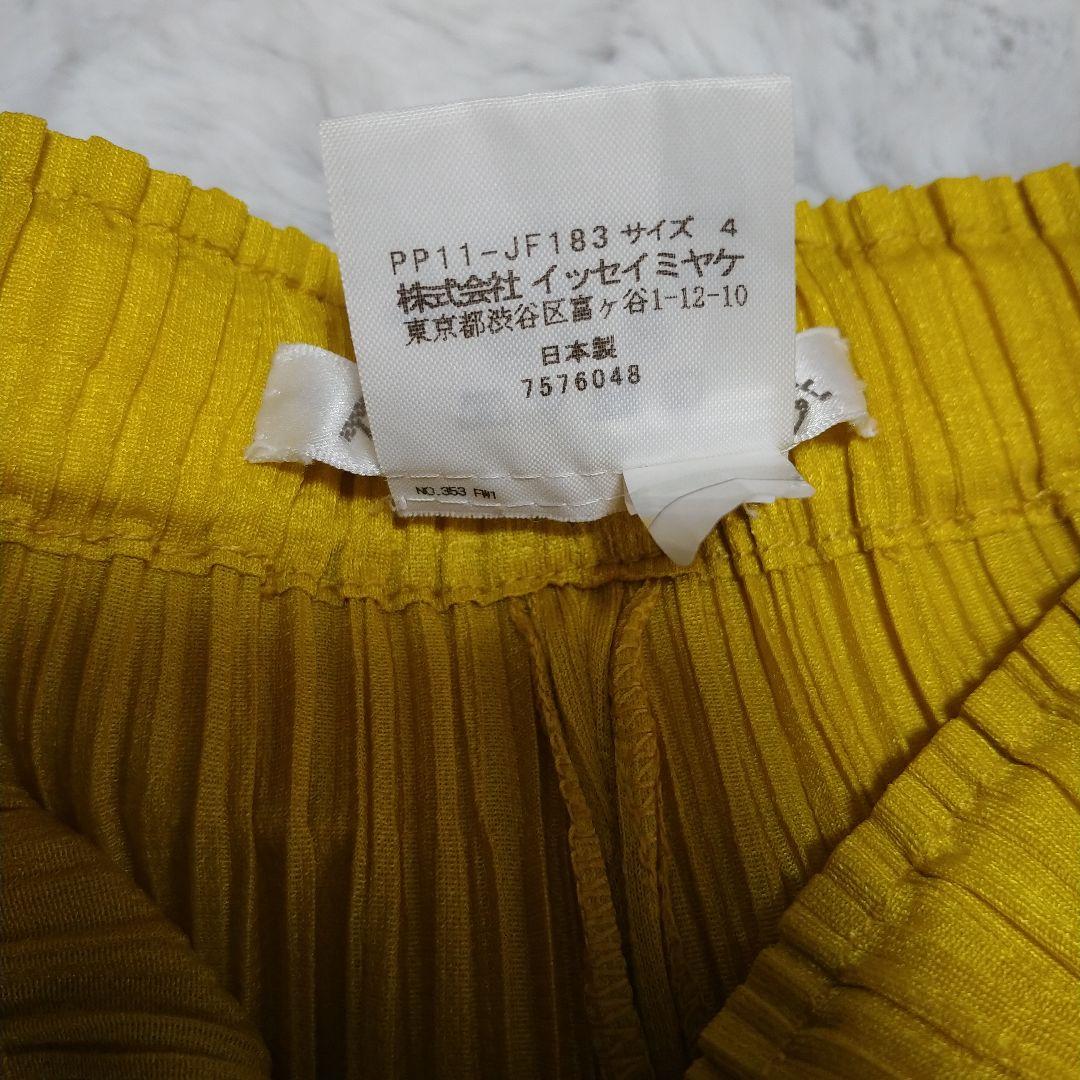 PP11-JF183 サイズ 4
株式会社 イッセイミヤケ
東京都渋谷区富ヶ谷1-12-10
日本製
7576048
NO.353 FW1